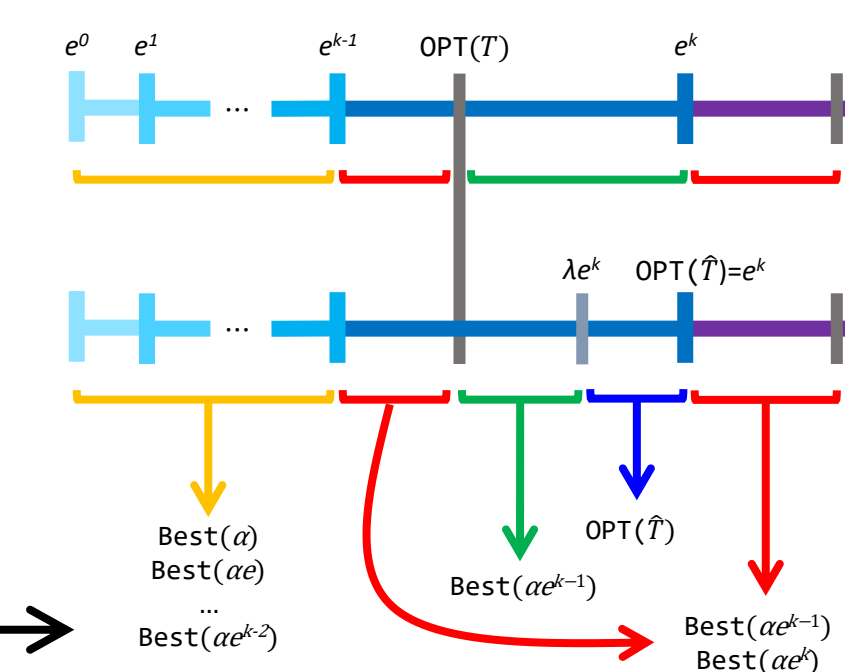 e⁰ e¹ eᵏ⁻¹ OPT(T) eᵏ
...
λeᵏ OPT(T̂)=eᵏ
...
Best(α)
Best(αe)
...
Best(αeᵏ⁻²)
Best(αeᵏ⁻¹)
OPT(T̂)
Best(αeᵏ⁻¹)
Best(αeᵏ)